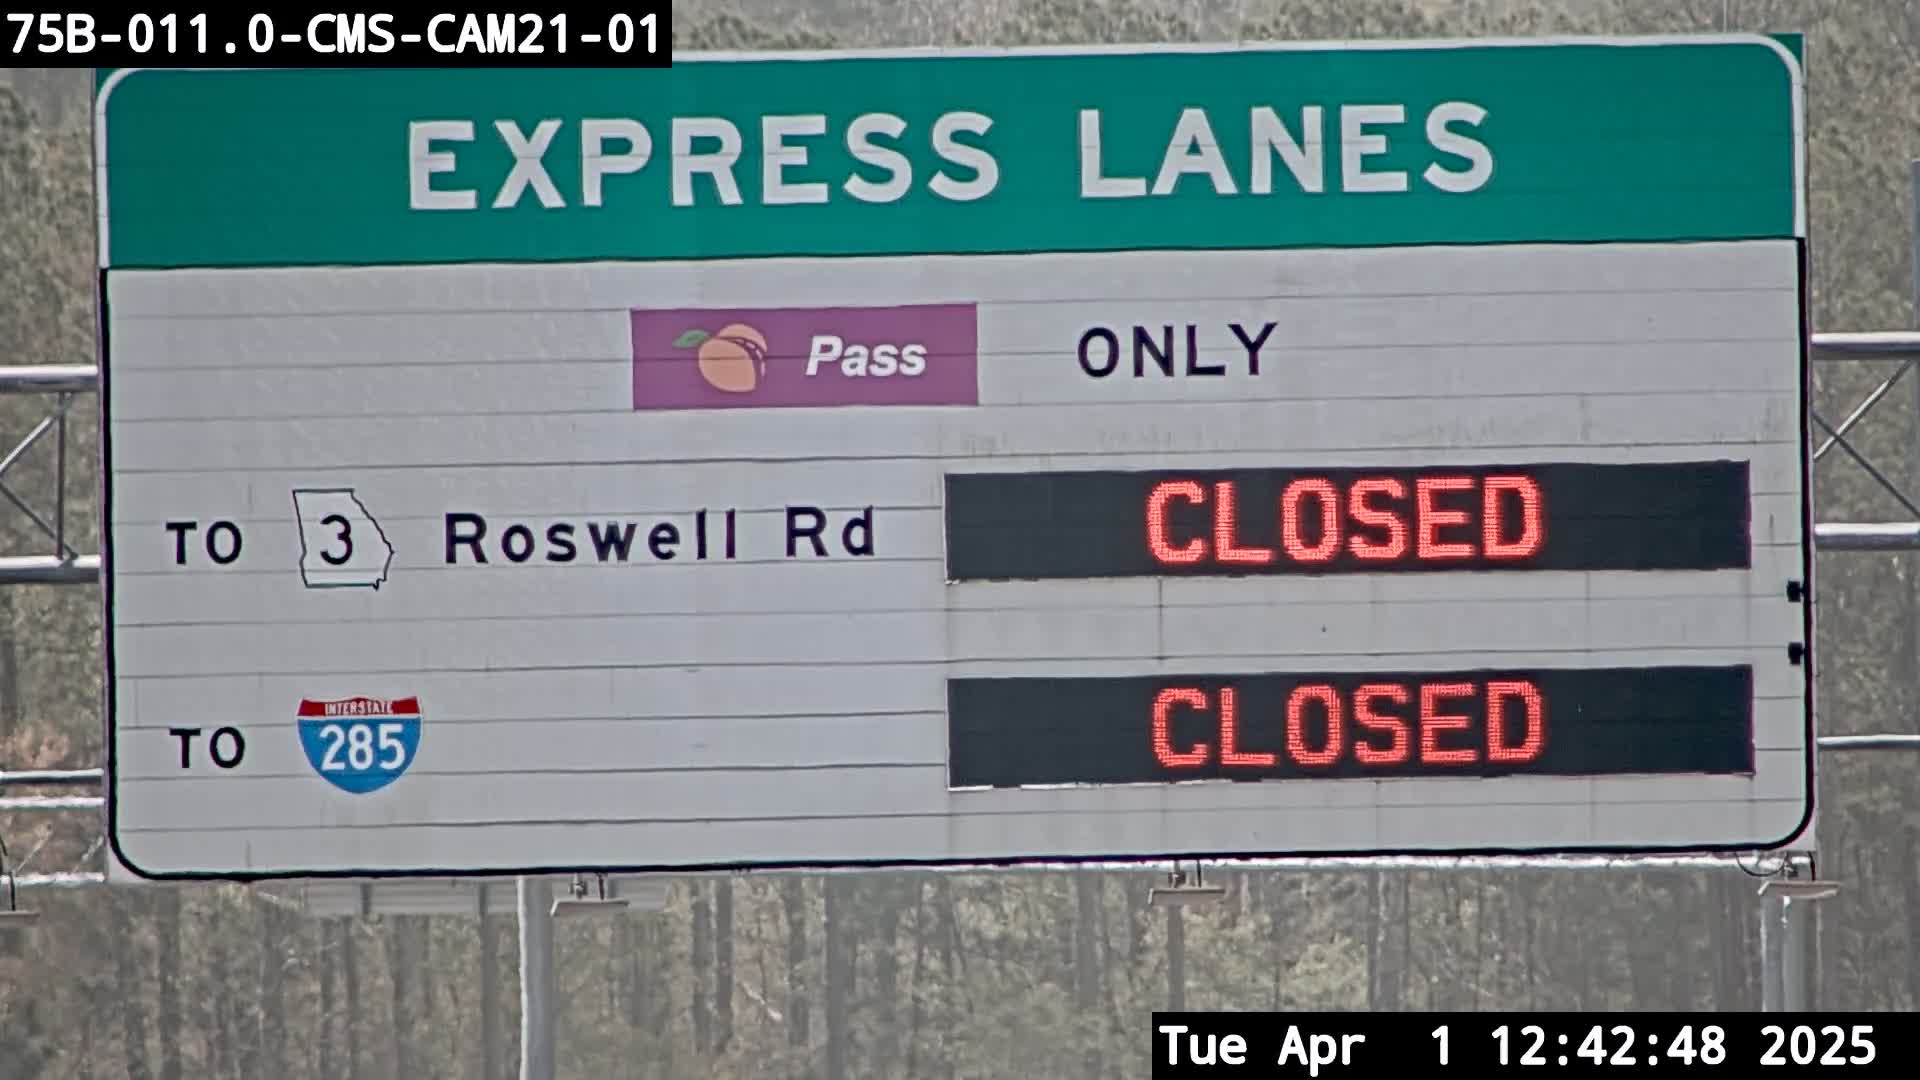 75B-011.0-CMS-CAM21-01
EXPRESS LANES
Pass ONLY
TO 3 Roswell Rd CLOSED
TO INTERSTATE 285 CLOSED
Tue Apr 1 12:42:48 2025